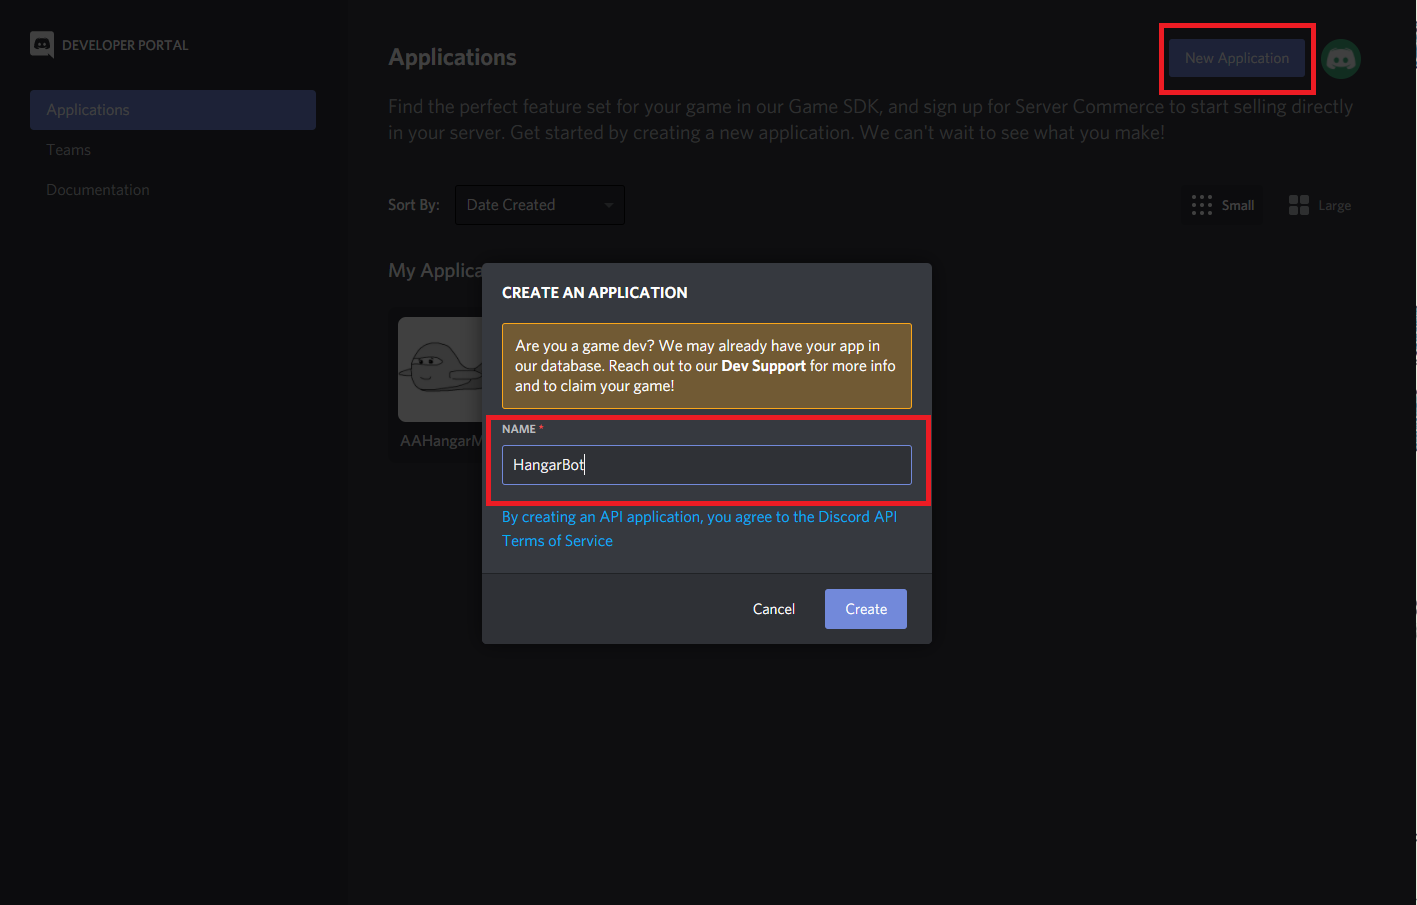 DEVELOPER PORTAL
Applications
Teams
Documentation
Applications
New Application
Find the perfect feature set for your game in our Game SDK, and sign up for Server Commerce to start selling directly
in your server. Get started by creating a new application. We can't wait to see what you make!
Sort By:
Date Created
Small
Large
My Applica
AAHangarM
CREATE AN APPLICATION
Are you a game dev? We may already have your app in
our database. Reach out to our Dev Support for more info
and to claim your game!
NAME *
HangarBot
By creating an API application, you agree to the Discord API
Terms of Service
Cancel
Create